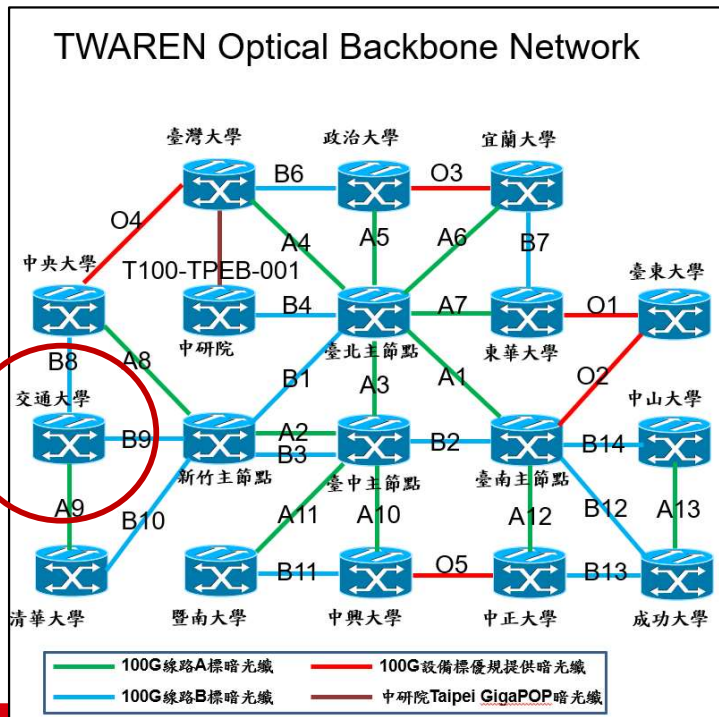 TWAREN Optical Backbone Network
臺灣大學
政治大學
宜蘭大學
B6
O3
O4
A4
A5
A6
B7
中央大學
T100-TPEB-001
臺東大學
B4
A7
O1
中研院
臺北主節點
東華大學
B8
A8
B1
A3
A1
O2
交通大學
中山大學
B9
A2
B3
B2
B14
新竹主節點
臺中主節點
臺南主節點
A9
B10
A11
A10
A12
B12
A13
B11
O5
B13
清華大學
暨南大學
中興大學
中正大學
成功大學
100G線路A標暗光纖
100G設備標優規提供暗光纖
100G線路B標暗光纖
中研院Taipei GigaPOP暗光纖